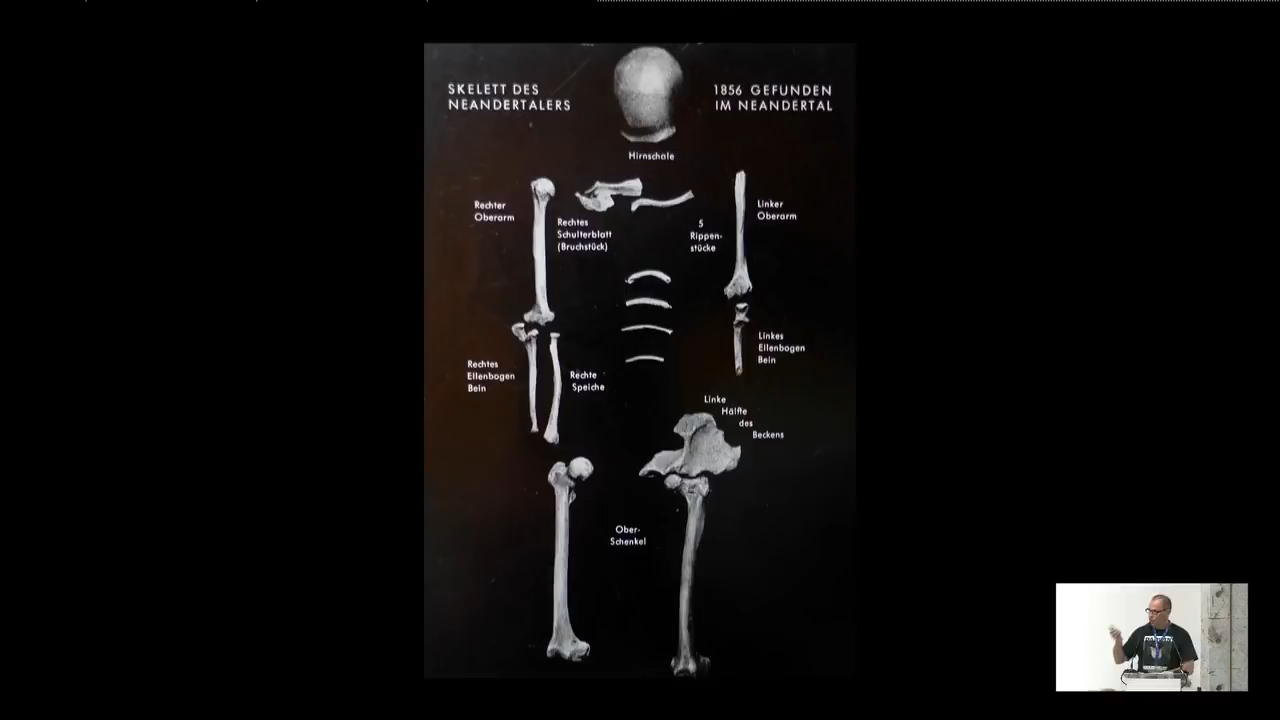 SKELETT DES
NEANDERTALERS
1856 GEFUNDEN
IM NEANDERTAL
Hirnschale
Rechter
Oberarm
Rechtes
Schulterblatt
(Bruchstück)
5
Rippen-
stücke
Linker
Oberarm
Rechtes
Ellenbogen
Bein
Rechte
Speiche
Linkes
Ellenbogen
Bein
Linke
Hälfte
des
Beckens
Ober-
Schenkel